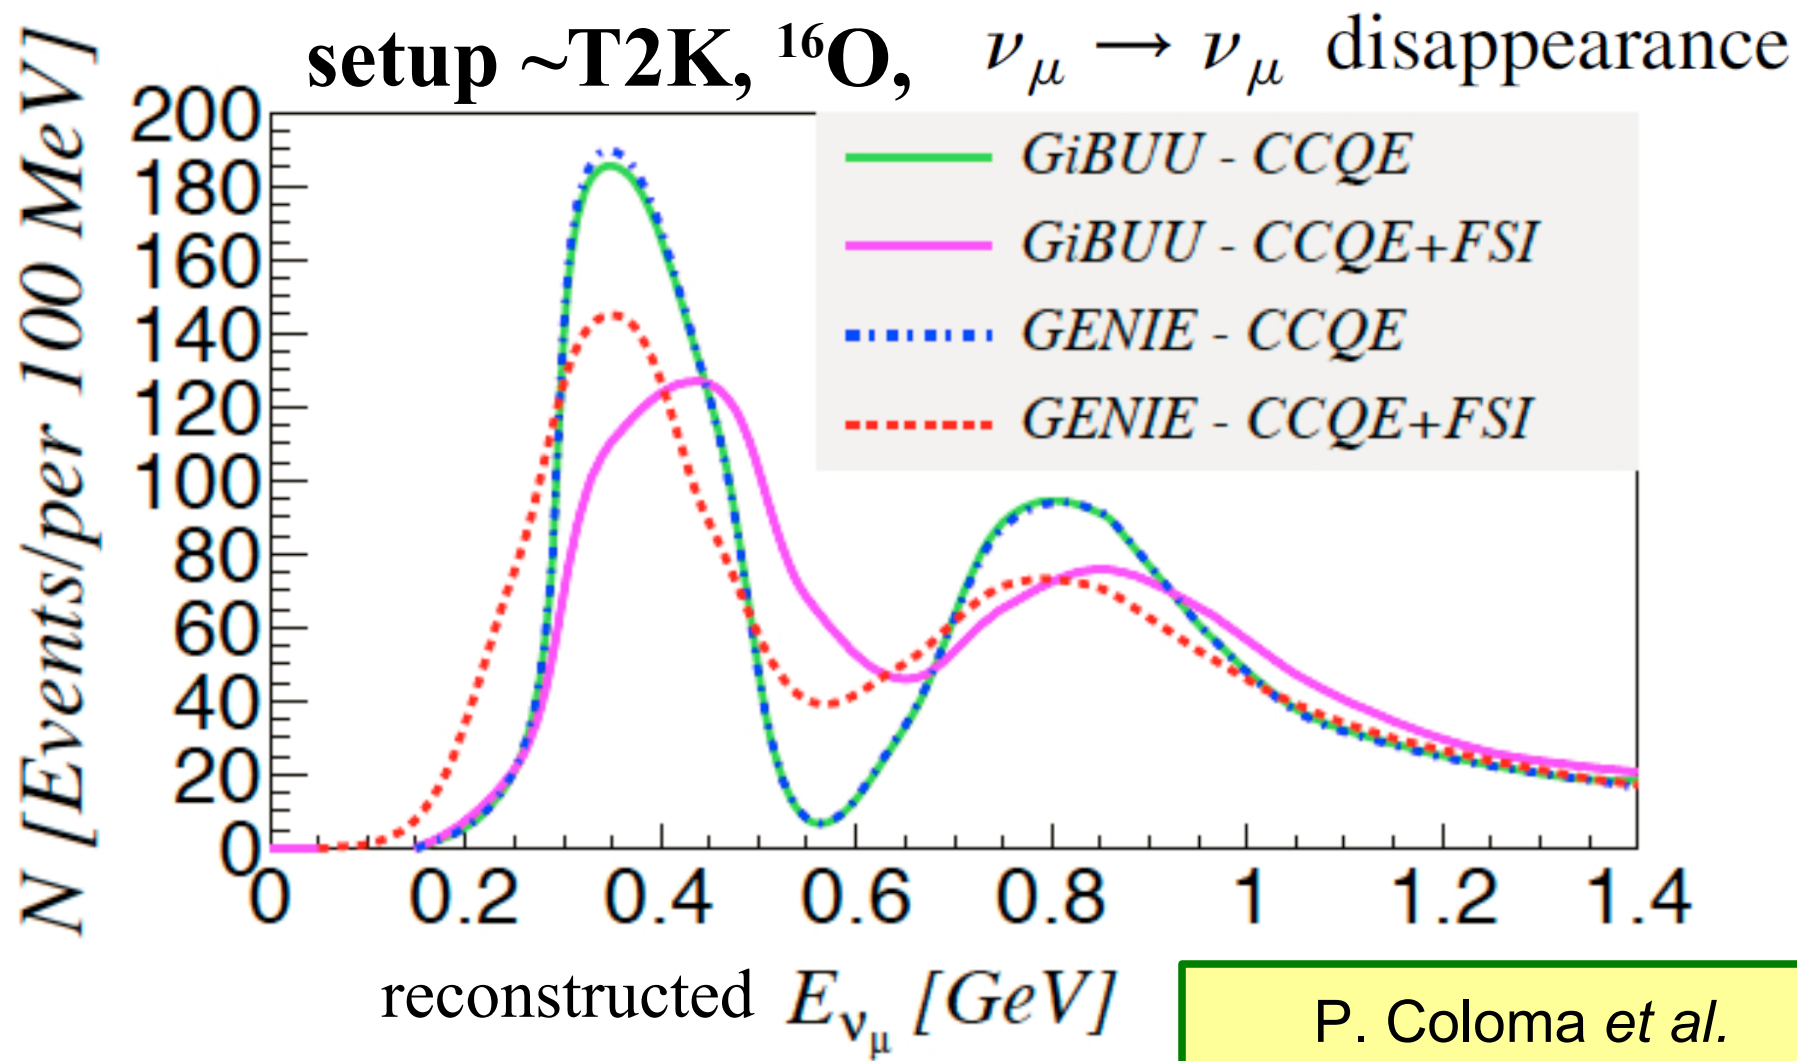 setup ~T2K, ¹⁶O, ν_μ → ν_μ disappearance
N [Events/per 100 MeV]
200
180
160
140
120
100
80
60
40
20
0
GiBUU - CCQE
GiBUU - CCQE+FSI
GENIE - CCQE
GENIE - CCQE+FSI
0 0.2 0.4 0.6 0.8 1 1.2 1.4
reconstructed E_ν_μ [GeV]
P. Coloma et al.